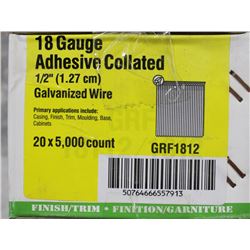 18 Gauge
Adhesive Collated
1/2" (1.27 cm)
Galvanized Wire
Primary applications include:
Casing, Finish, Trim, Moulding, Base,
Cabinets
20 x 5,000 count
GRF1812
50764666557913
FINISH/TRIM • FINITION/GARNITURE